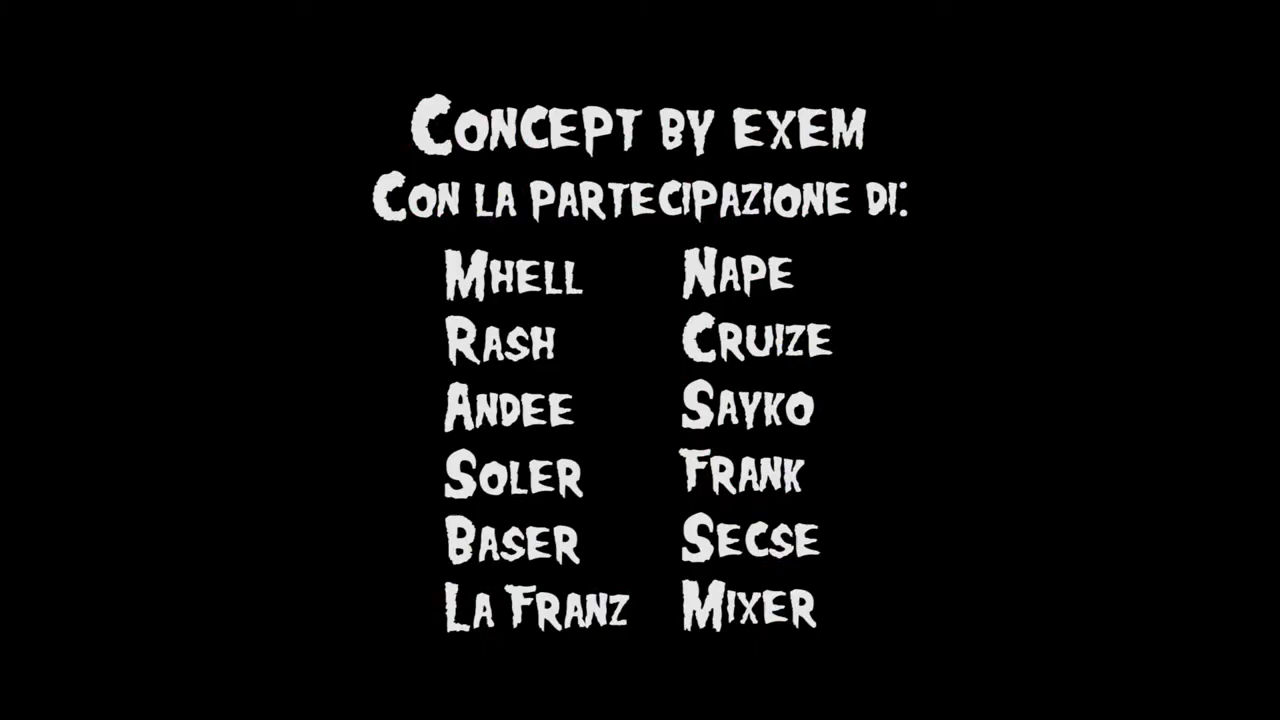 Concept by exem
Con la partecipazione di:
Mhell Nape
Rash Cruize
Andee Sayko
Soler Frank
Baser Secse
La Franz Mixer